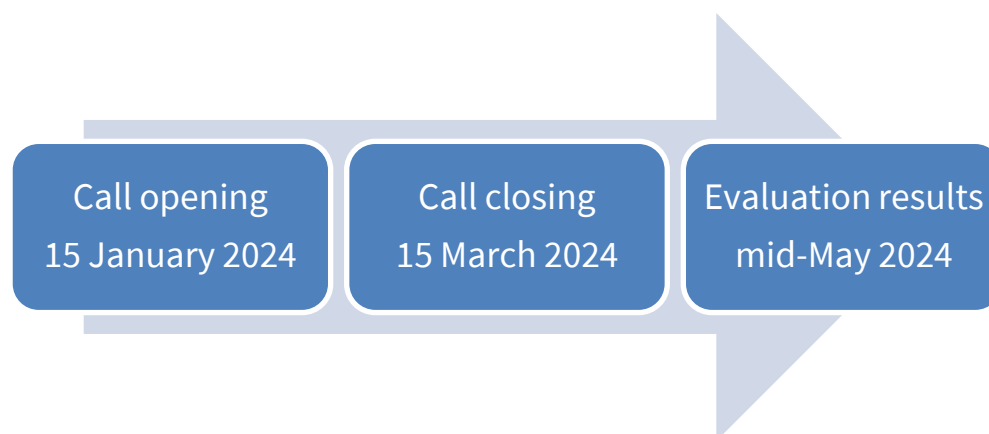 Call opening
15 January 2024
Call closing
15 March 2024
Evaluation results
mid-May 2024